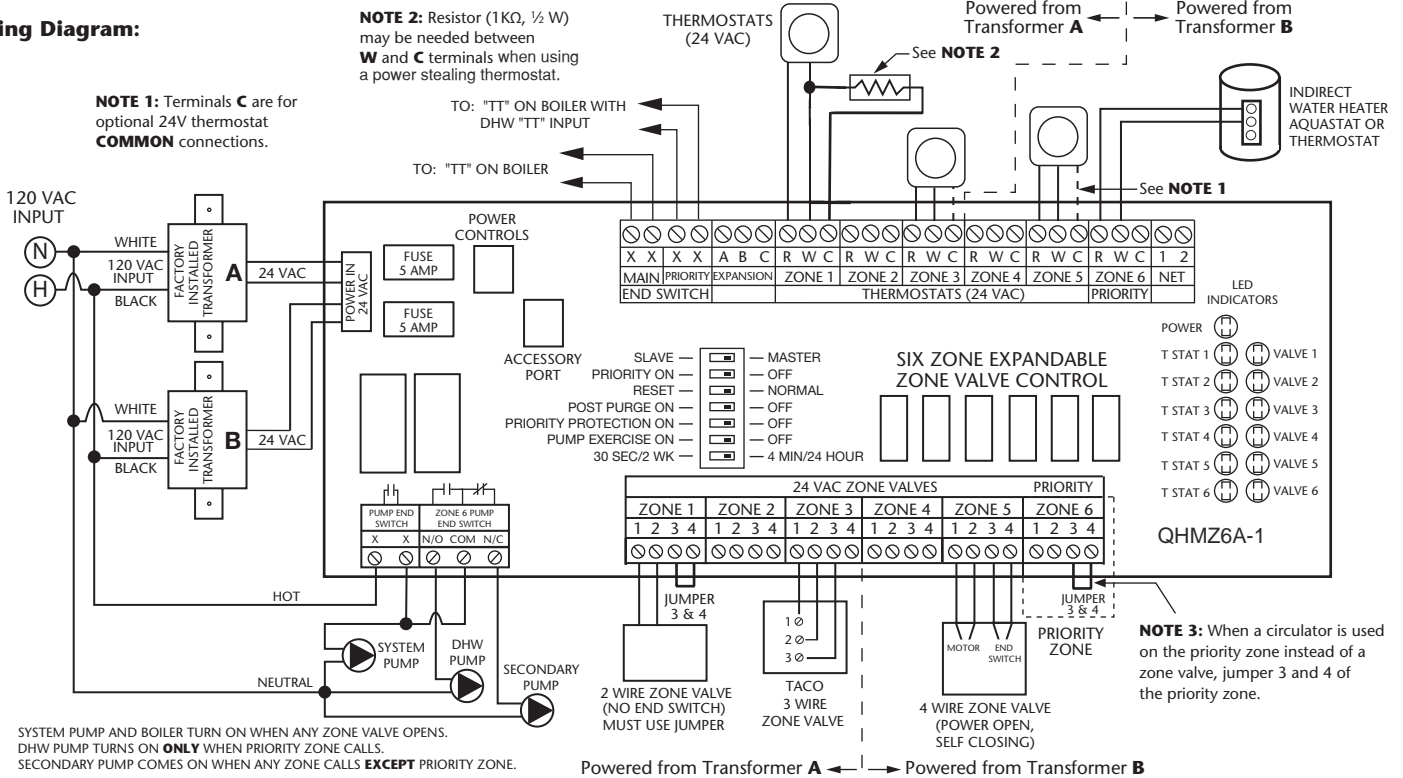 ing Diagram:
NOTE 2: Resistor (1KΩ, ½ W)
may be needed between
W and C terminals when using
a power stealing thermostat.
THERMOSTATS
(24 VAC)
Powered from
Transformer A
Powered from
Transformer B
See NOTE 2
NOTE 1: Terminals C are for
optional 24V thermostat
COMMON connections.
TO: "TT" ON BOILER WITH
DHW "TT" INPUT
TO: "TT" ON BOILER
INDIRECT
WATER HEATER
AQUASTAT OR
THERMOSTAT
See NOTE 1
120 VAC
INPUT
N
H
WHITE
120 VAC
INPUT
BLACK
FACTORY
INSTALLED
TRANSFORMER
A
24 VAC
WHITE
120 VAC
INPUT
BLACK
FACTORY
INSTALLED
TRANSFORMER
B
24 VAC
POWER IN
24 VAC
FUSE
5 AMP
FUSE
5 AMP
POWER
CONTROLS
ACCESSORY
PORT
X X X X A B C R W C R W C R W C R W C R W C R W C 1 2
MAIN PRIORITY EXPANSION ZONE 1 ZONE 2 ZONE 3 ZONE 4 ZONE 5 ZONE 6 NET
END SWITCH THERMOSTATS (24 VAC) PRIORITY
SLAVE MASTER
PRIORITY ON OFF
RESET NORMAL
POST PURGE ON OFF
PRIORITY PROTECTION ON OFF
PUMP EXERCISE ON OFF
30 SEC/2 WK 4 MIN/24 HOUR
SIX ZONE EXPANDABLE
ZONE VALVE CONTROL
LED
INDICATORS
POWER
T STAT 1 VALVE 1
T STAT 2 VALVE 2
T STAT 3 VALVE 3
T STAT 4 VALVE 4
T STAT 5 VALVE 5
T STAT 6 VALVE 6
QHMZ6A-1
PUMP END
SWITCH
ZONE 6 PUMP
END SWITCH
X X N/O COM N/C
24 VAC ZONE VALVES PRIORITY
ZONE 1 ZONE 2 ZONE 3 ZONE 4 ZONE 5 ZONE 6
1 2 3 4 1 2 3 4 1 2 3 4 1 2 3 4 1 2 3 4 1 2 3 4
HOT
NEUTRAL
SYSTEM
PUMP
DHW
PUMP
SECONDARY
PUMP
JUMPER
3 & 4
2 WIRE ZONE VALVE
(NO END SWITCH)
MUST USE JUMPER
1
2
3
TACO
3 WIRE
ZONE VALVE
MOTOR
END
SWITCH
4 WIRE ZONE VALVE
(POWER OPEN,
SELF CLOSING)
JUMPER
3 & 4
PRIORITY
ZONE
NOTE 3: When a circulator is used
on the priority zone instead of a
zone valve, jumper 3 and 4 of
the priority zone.
SYSTEM PUMP AND BOILER TURN ON WHEN ANY ZONE VALVE OPENS.
DHW PUMP TURNS ON ONLY WHEN PRIORITY ZONE CALLS.
SECONDARY PUMP COMES ON WHEN ANY ZONE CALLS EXCEPT PRIORITY ZONE.
Powered from Transformer A
Powered from Transformer B